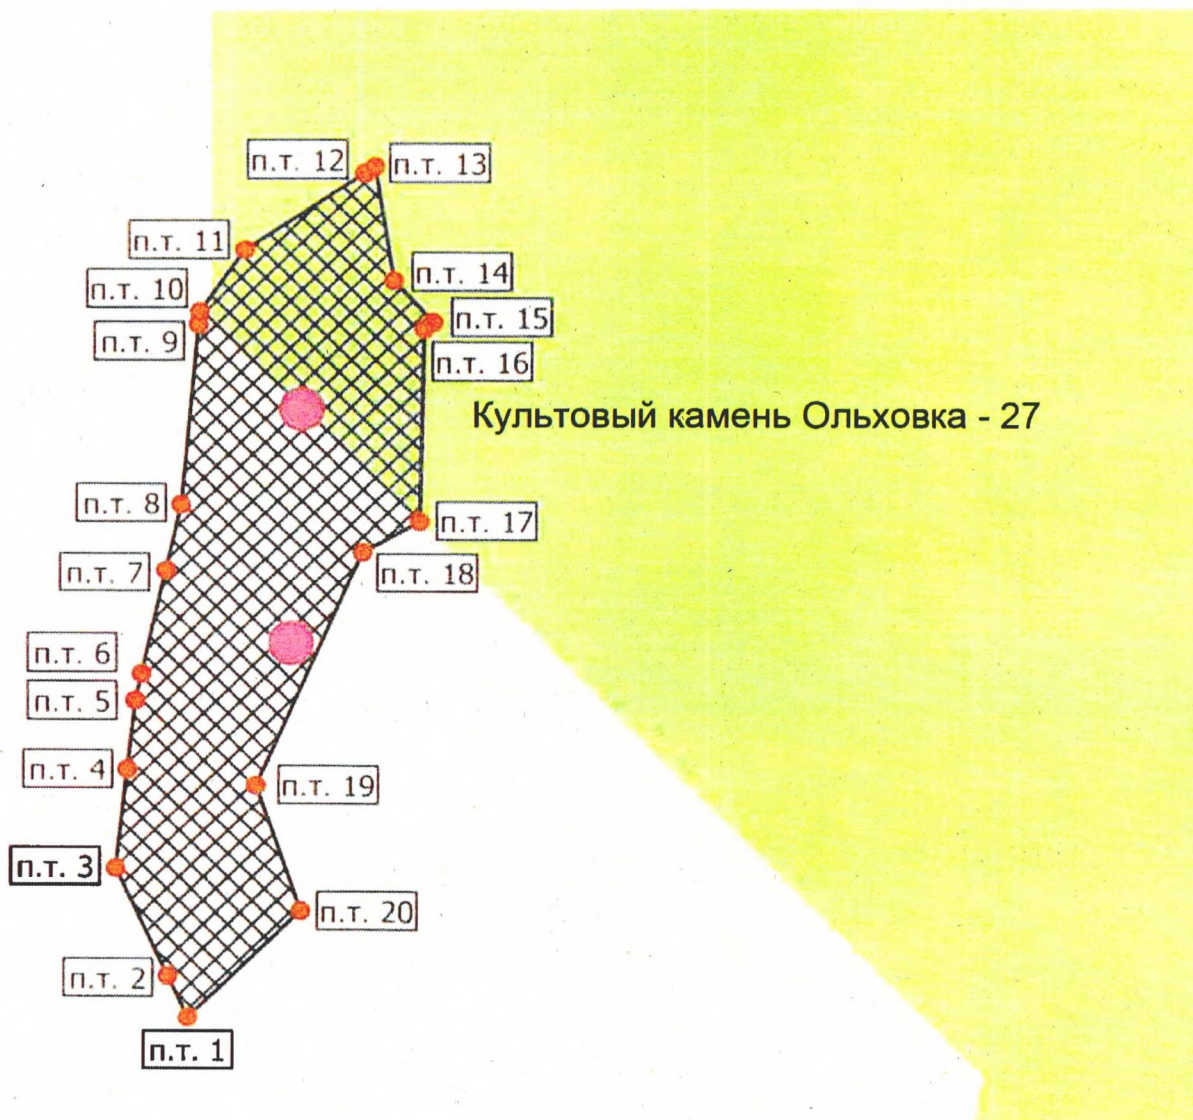 п.т. 12
п.т. 13
п.т. 11
п.т. 14
п.т. 10
п.т. 15
п.т. 9
п.т. 16
Культовый камень Ольховка - 27
п.т. 8
п.т. 17
п.т. 7
п.т. 18
п.т. 6
п.т. 5
п.т. 4
п.т. 19
п.т. 3
п.т. 20
п.т. 2
п.т. 1